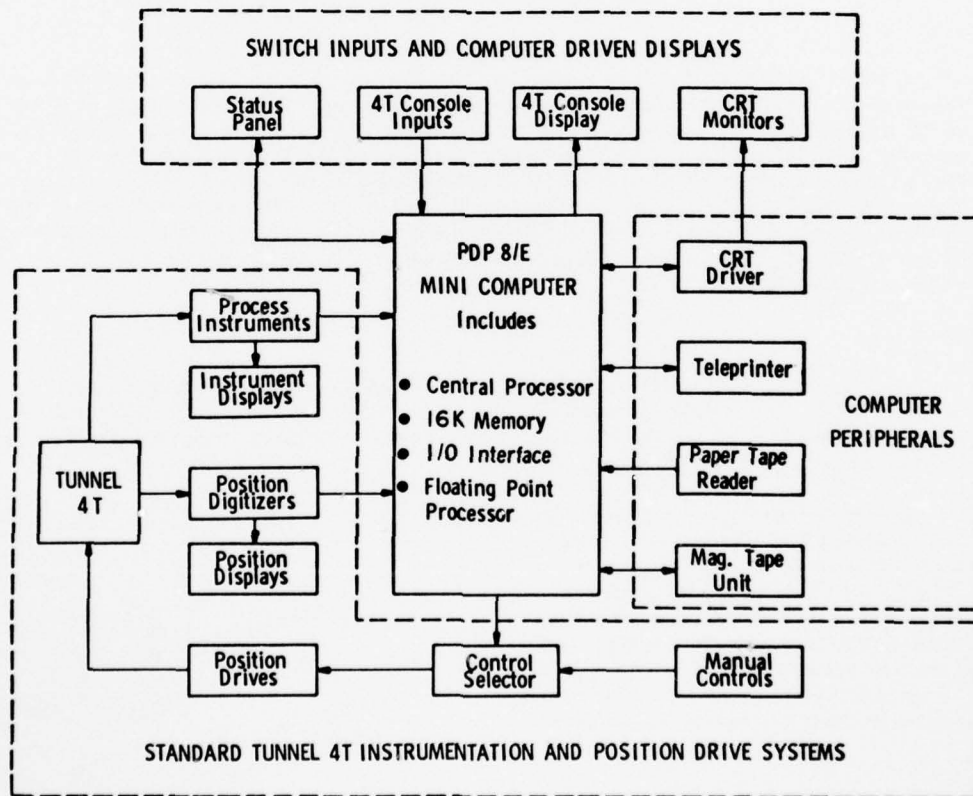 SWITCH INPUTS AND COMPUTER DRIVEN DISPLAYS
Status
Panel
4T Console
Inputs
4T Console
Display
CRT
Monitors
PDP 8/E
MINI COMPUTER
Includes
• Central Processor
• 16K Memory
• I/O Interface
• Floating Point
Processor
CRT
Driver
Teleprinter
Paper Tape
Reader
Mag. Tape
Unit
COMPUTER
PERIPHERALS
Process
Instruments
Instrument
Displays
TUNNEL
4T
Position
Digitizers
Position
Displays
Position
Drives
Control
Selector
Manual
Controls
STANDARD TUNNEL 4T INSTRUMENTATION AND POSITION DRIVE SYSTEMS